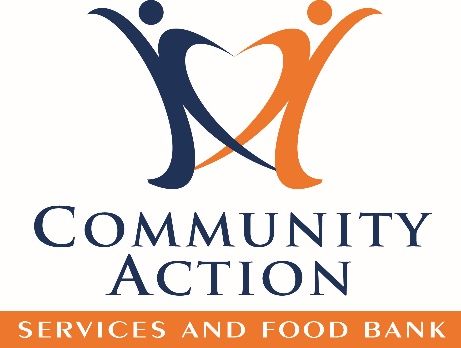 COMMUNITY
ACTION
SERVICES AND FOOD BANK